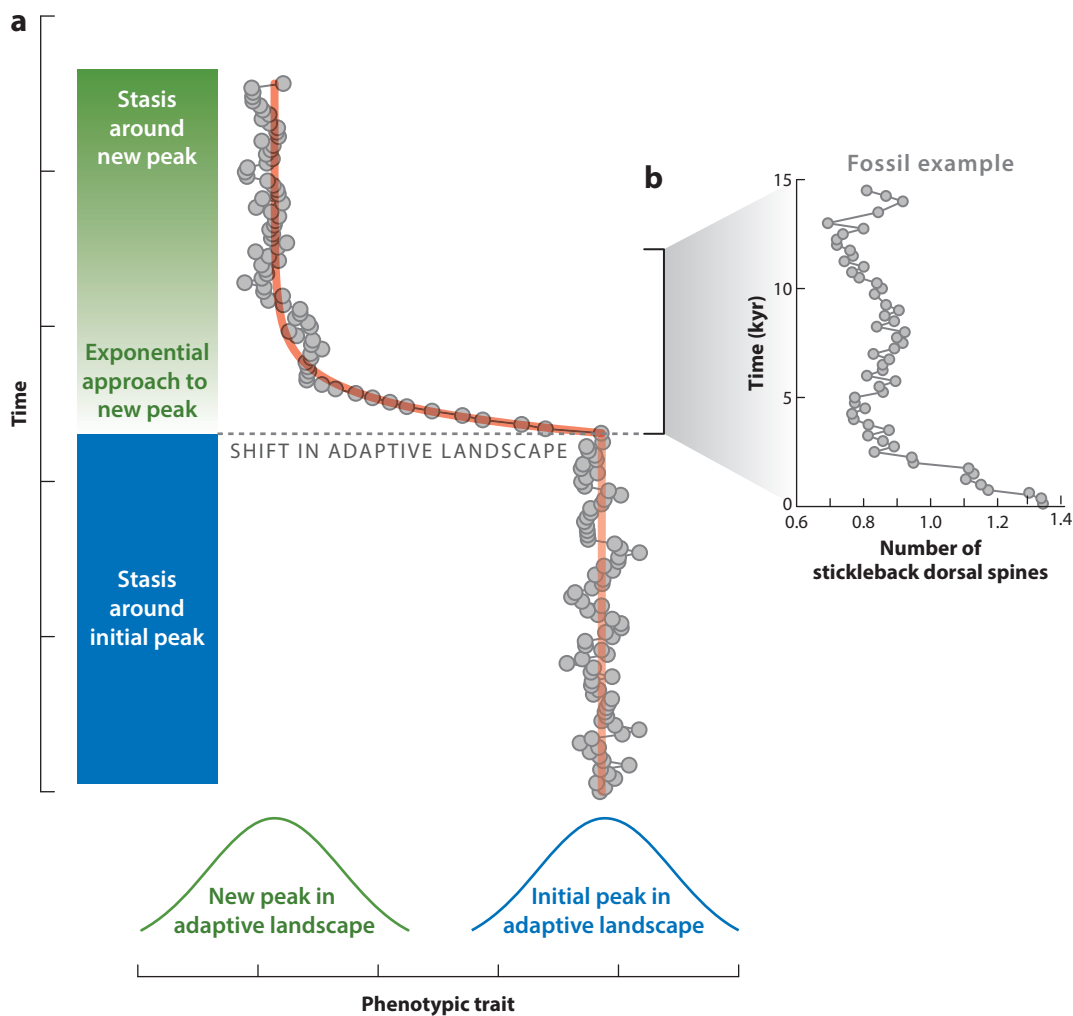 a
Stasis
around
new peak
Exponential
approach to
new peak
Time
SHIFT IN ADAPTIVE LANDSCAPE
Stasis
around
initial peak
New peak in
adaptive landscape
Initial peak in
adaptive landscape
Phenotypic trait
b
Fossil example
15
10
5
0
Time (kyr)
0.6 0.8 1.0 1.2 1.4
Number of
stickleback dorsal spines